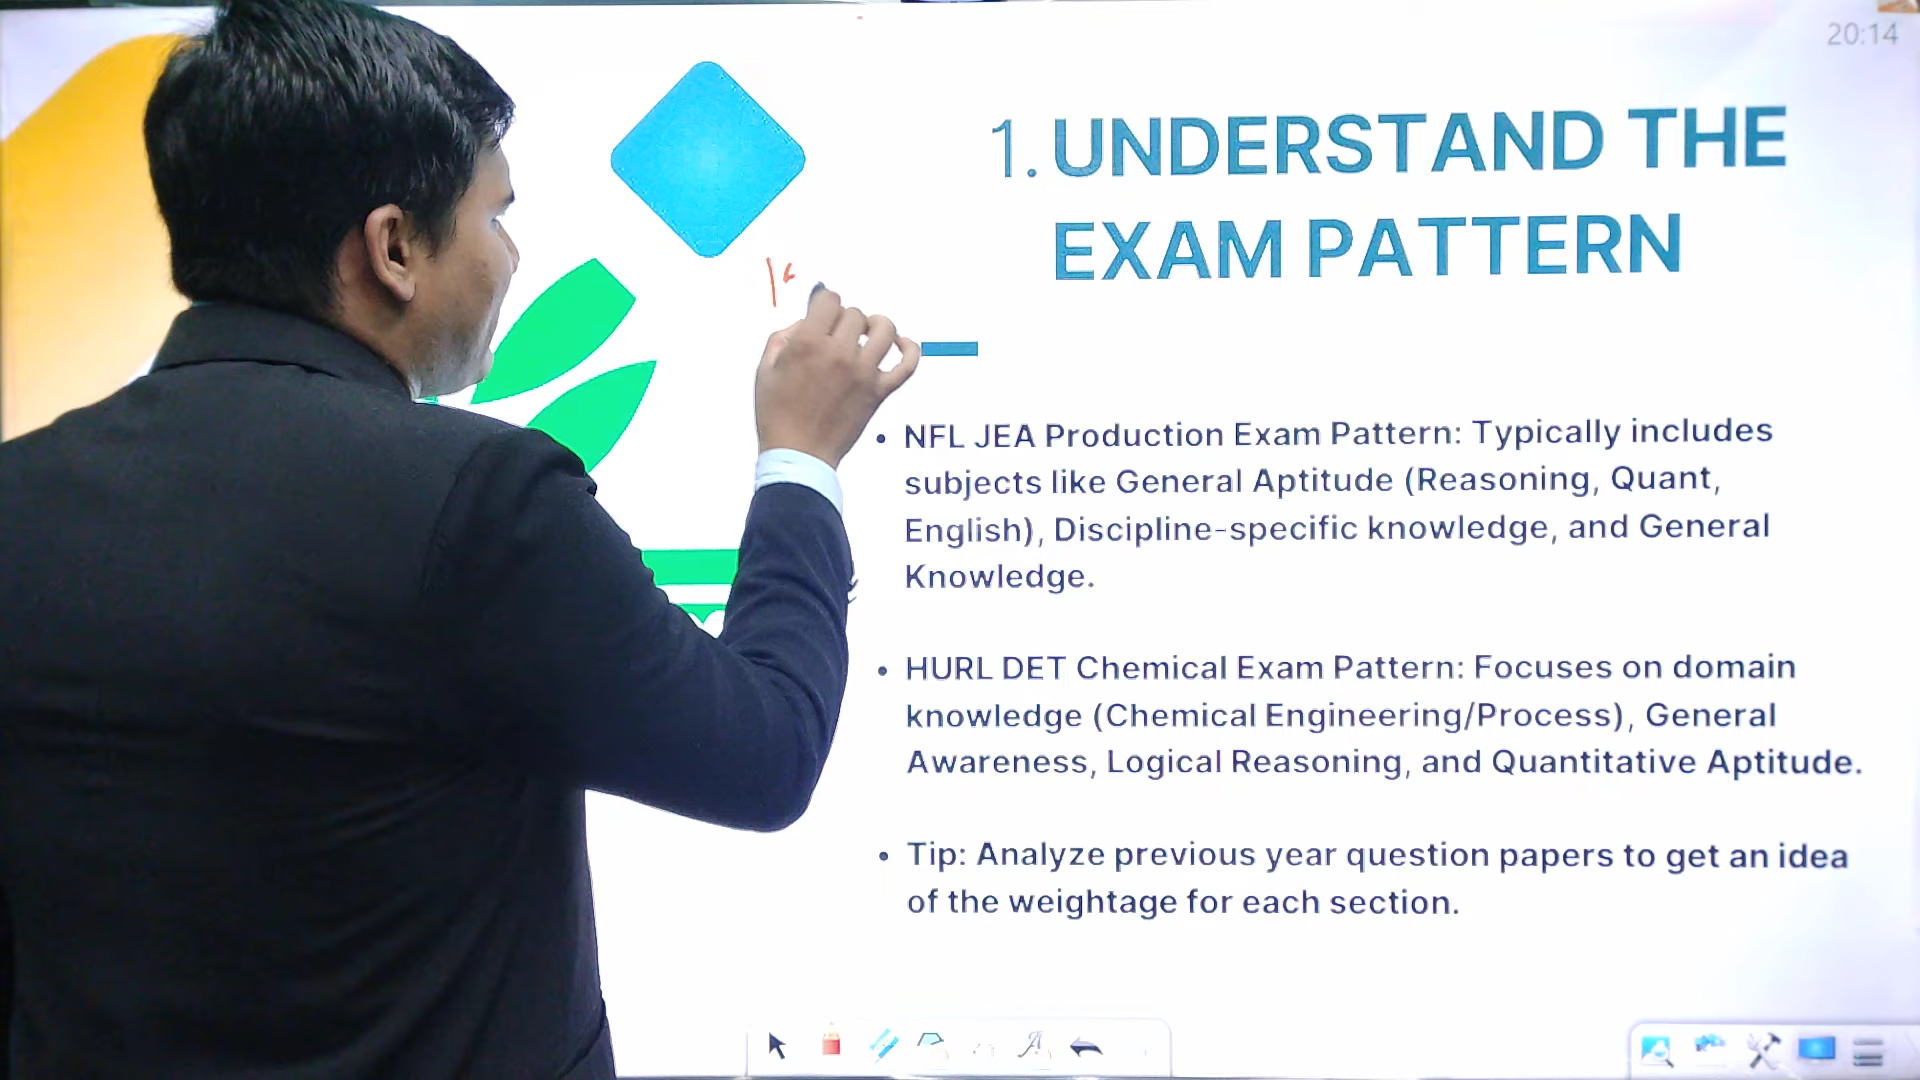 20:14
1. UNDERSTAND THE
EXAM PATTERN
• NFL JEA Production Exam Pattern: Typically includes
subjects like General Aptitude (Reasoning, Quant,
English), Discipline-specific knowledge, and General
Knowledge.
• HURL DET Chemical Exam Pattern: Focuses on domain
knowledge (Chemical Engineering/Process), General
Awareness, Logical Reasoning, and Quantitative Aptitude.
• Tip: Analyze previous year question papers to get an idea
of the weightage for each section.